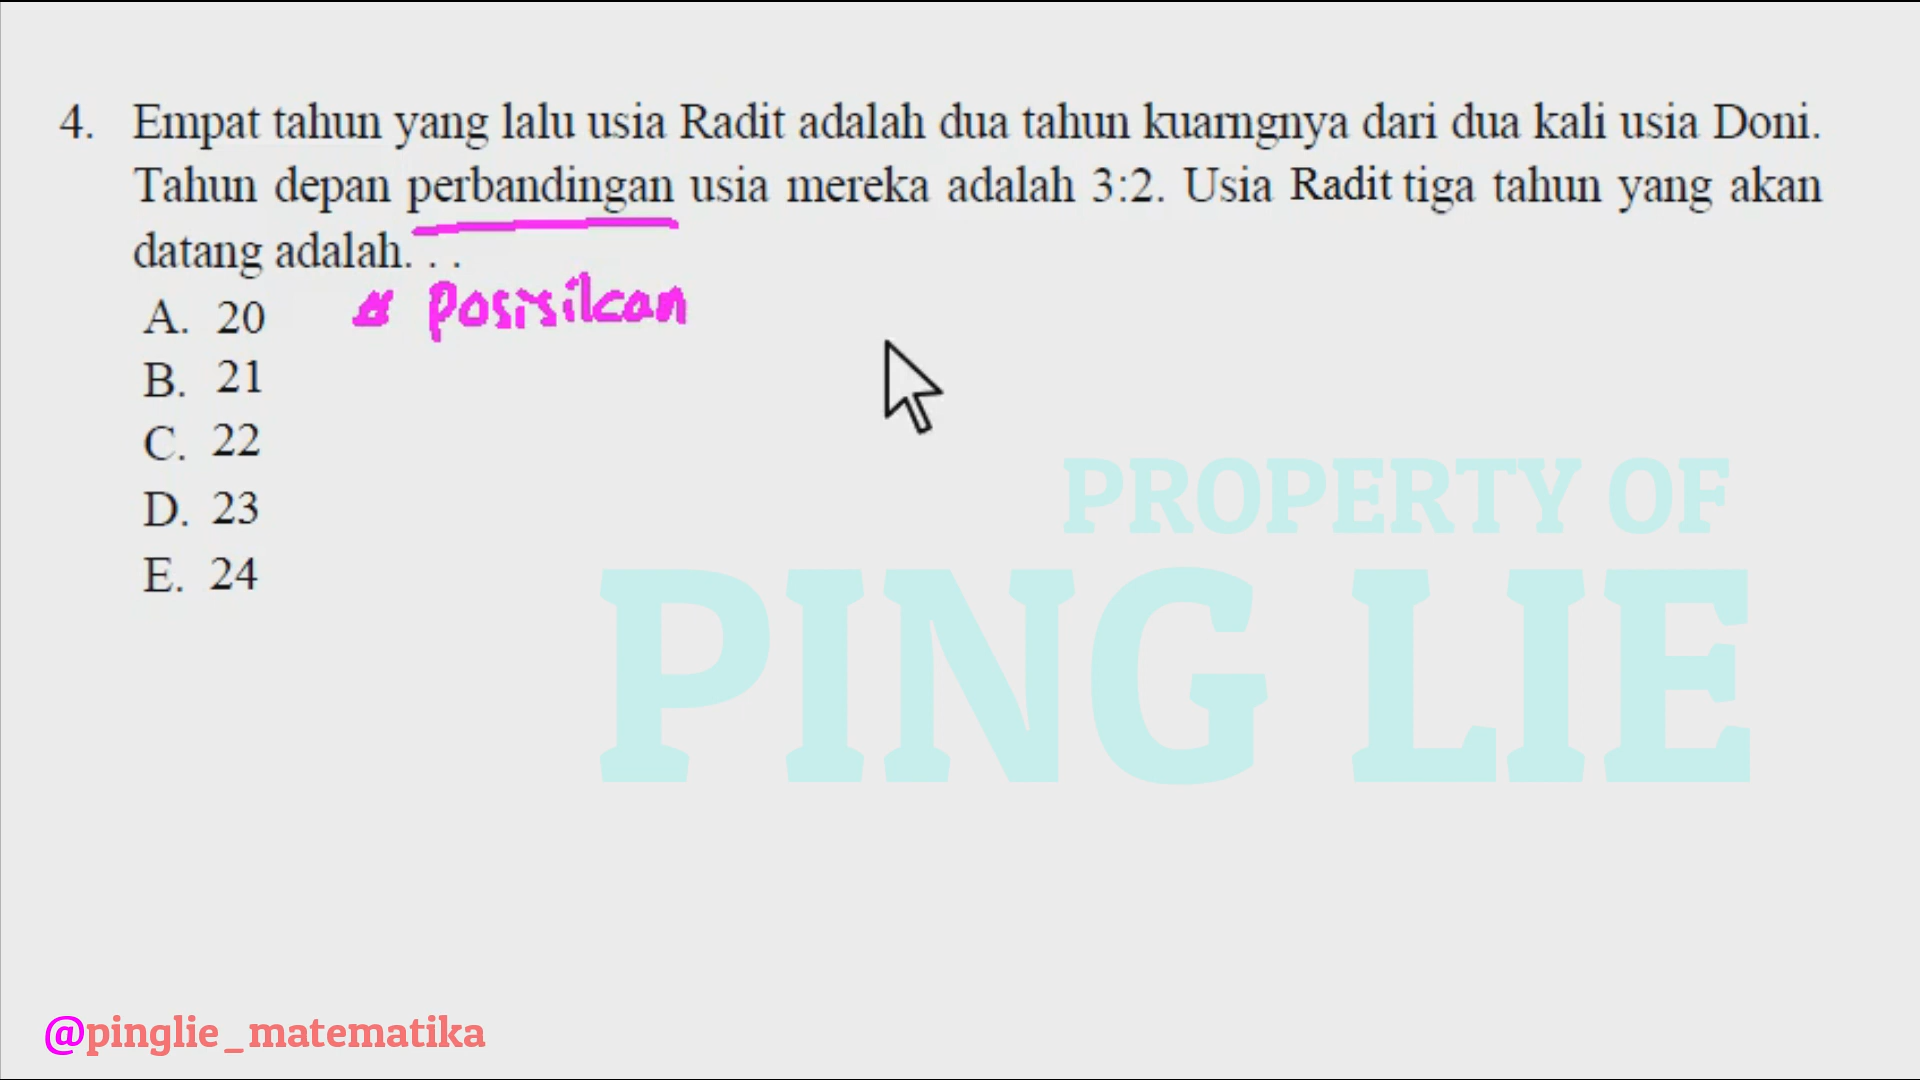 4. Empat tahun yang lalu usia Radit adalah dua tahun kuarngnya dari dua kali usia Doni.
Tahun depan perbandingan usia mereka adalah 3:2. Usia Radit tiga tahun yang akan
datang adalah. . .
posisikan
A. 20
B. 21
C. 22
D. 23
E. 24
PROPERTY OF
PING LIE
@pinglie_matematika